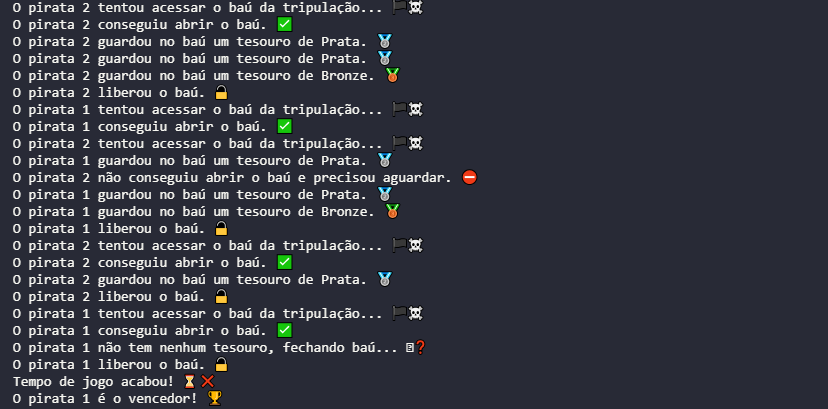 O pirata 2 tentou acessar o baú da tripulação... 🏴☠️
O pirata 2 conseguiu abrir o baú. ✅
O pirata 2 guardou no baú um tesouro de Prata. 🥈
O pirata 2 guardou no baú um tesouro de Prata. 🥈
O pirata 2 guardou no baú um tesouro de Bronze. 🥉
O pirata 2 liberou o baú. 🔓
O pirata 1 tentou acessar o baú da tripulação... 🏴☠️
O pirata 1 conseguiu abrir o baú. ✅
O pirata 2 tentou acessar o baú da tripulação... 🏴☠️
O pirata 1 guardou no baú um tesouro de Prata. 🥈
O pirata 2 não conseguiu abrir o baú e precisou aguardar. ⛔
O pirata 1 guardou no baú um tesouro de Prata. 🥈
O pirata 1 guardou no baú um tesouro de Bronze. 🥉
O pirata 1 liberou o baú. 🔓
O pirata 2 tentou acessar o baú da tripulação... 🏴☠️
O pirata 2 conseguiu abrir o baú. ✅
O pirata 2 guardou no baú um tesouro de Prata. 🥈
O pirata 2 liberou o baú. 🔓
O pirata 1 tentou acessar o baú da tripulação... 🏴☠️
O pirata 1 conseguiu abrir o baú. ✅
O pirata 1 não tem nenhum tesouro, fechando baú... ❓
O pirata 1 liberou o baú. 🔓
Tempo de jogo acabou! ⏳❌
O pirata 1 é o vencedor! 🏆